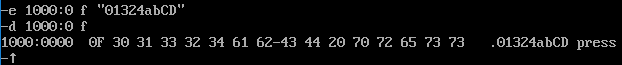 -e 1000:0 f "01324abCD"
-d 1000:0 f
1000:0000  0F 30 31 33 32 34 61 62-43 44 20 70 72 65 73 73   .01324abCD press
-↑